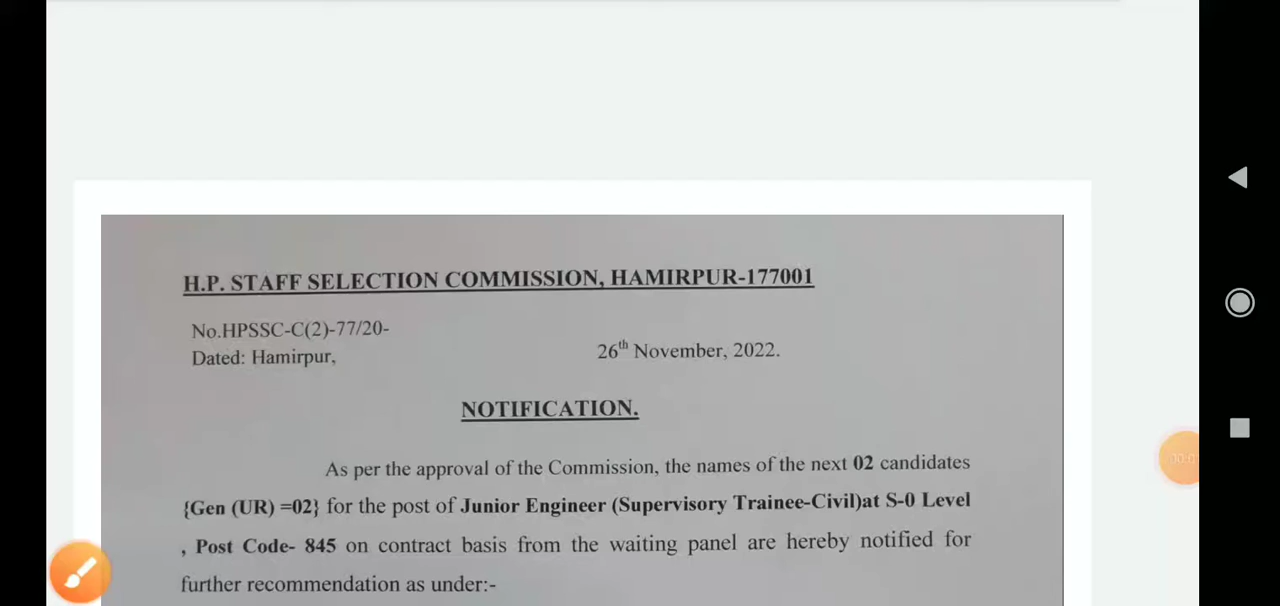 H.P. STAFF SELECTION COMMISSION, HAMIRPUR-177001
No.HPSSC-C(2)-77/20-
Dated: Hamirpur,
26th November, 2022.
NOTIFICATION.
As per the approval of the Commission, the names of the next 02 candidates
{Gen (UR) =02} for the post of Junior Engineer (Supervisory Trainee-Civil)at S-0 Level
, Post Code- 845 on contract basis from the waiting panel are hereby notified for
further recommendation as under:-